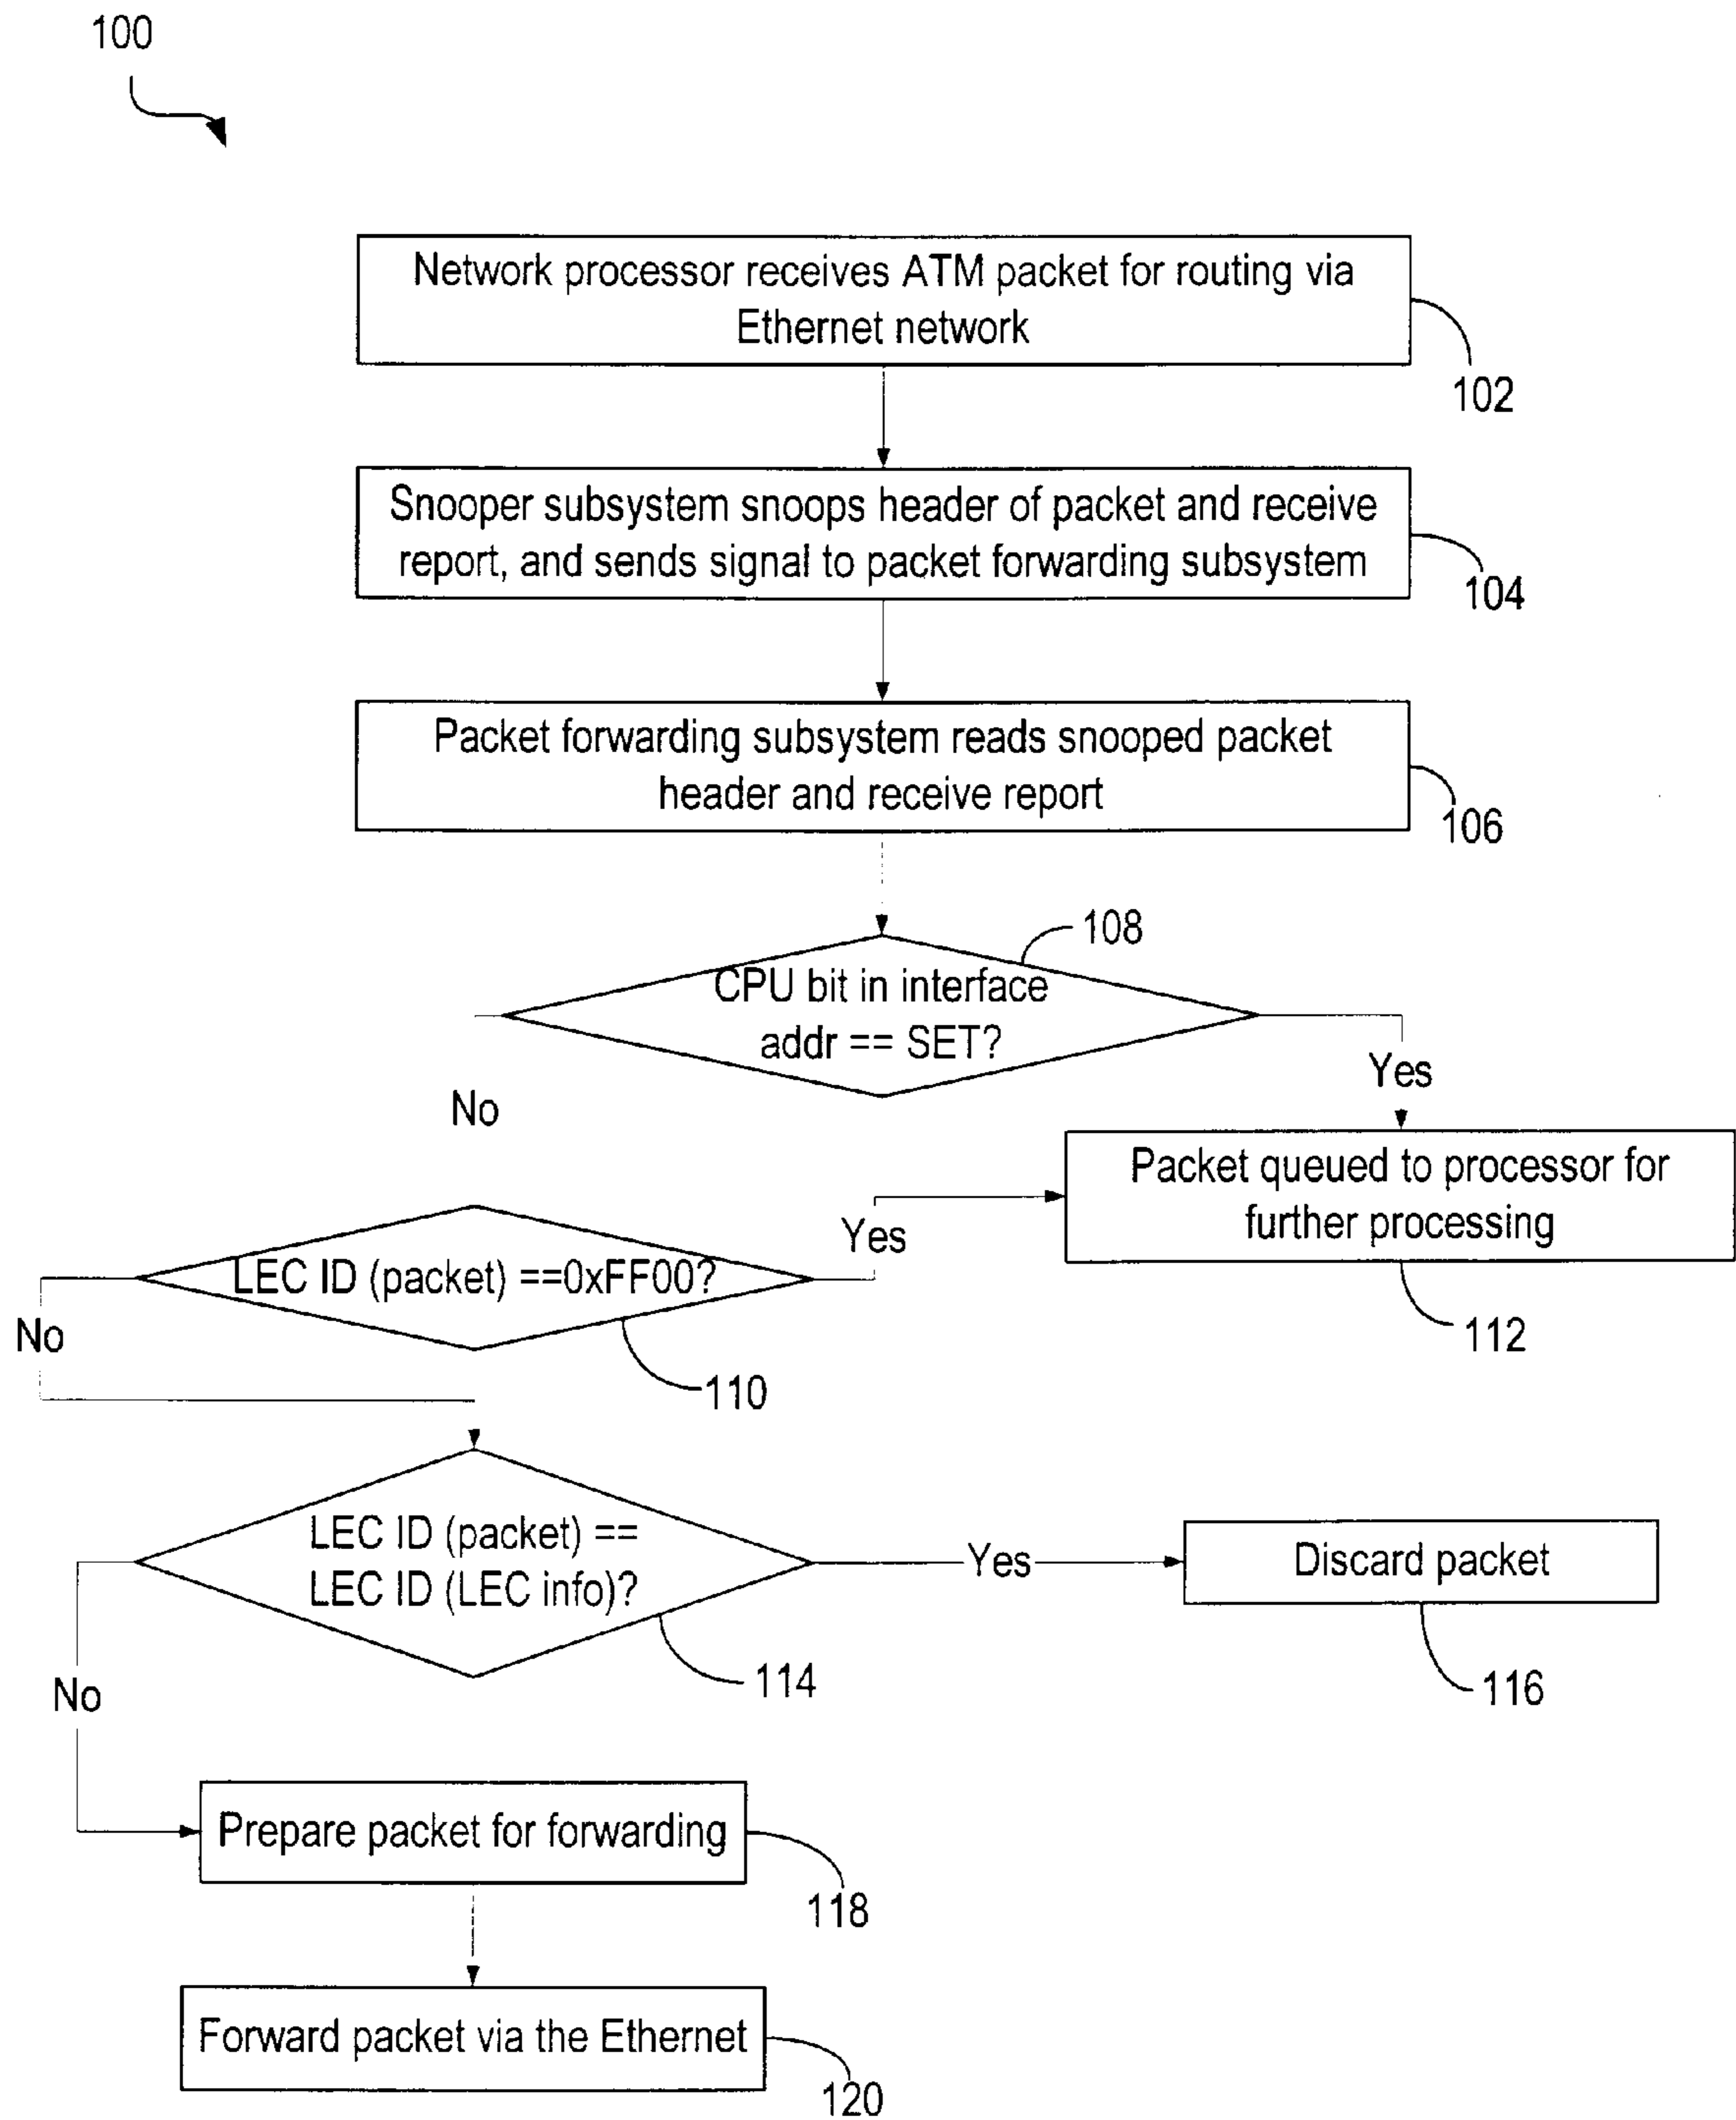 100
Network processor receives ATM packet for routing via
Ethernet network
102
Snooper subsystem snoops header of packet and receive
report, and sends signal to packet forwarding subsystem
104
Packet forwarding subsystem reads snooped packet
header and receive report
106
108
CPU bit in interface
addr == SET?
Yes
No
Packet queued to processor for
further processing
112
Yes
LEC ID (packet) ==0xFF00?
No
110
LEC ID (packet) ==
LEC ID (LEC info)?
Yes
Discard packet
114
116
No
Prepare packet for forwarding
118
Forward packet via the Ethernet
120